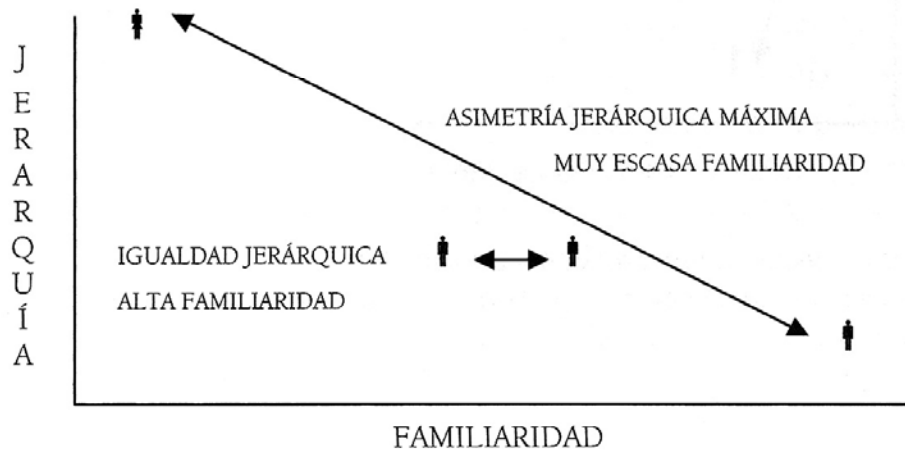 JERARQUÍA
ASIMETRÍA JERÁRQUICA MÁXIMA
MUY ESCASA FAMILIARIDAD
IGUALDAD JERÁRQUICA
ALTA FAMILIARIDAD
FAMILIARIDAD